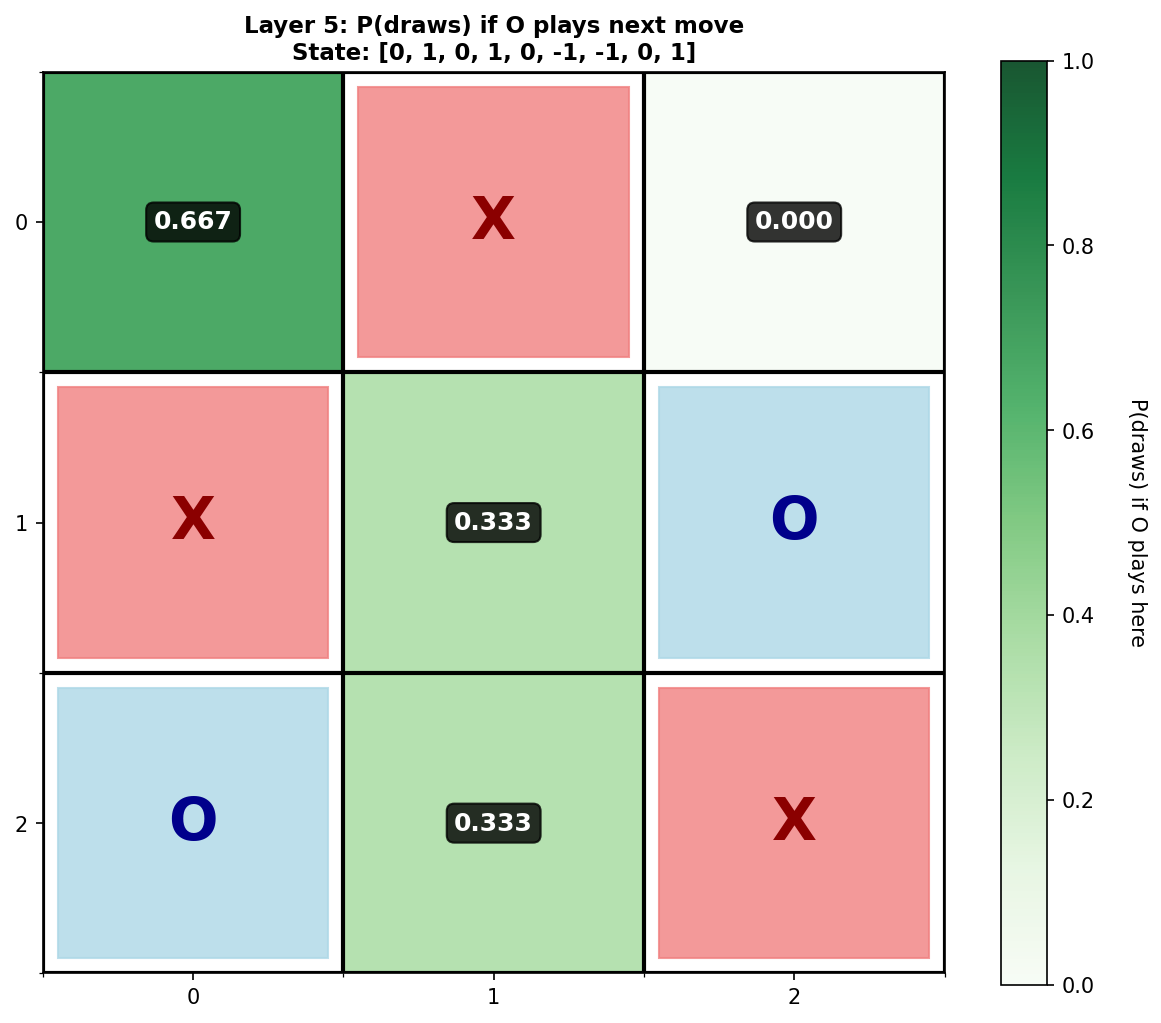 Layer 5: P(draws) if O plays next move
State: [0, 1, 0, 1, 0, -1, -1, 0, 1]
0
0.667
X
0.000
1
X
0.333
O
2
O
0.333
X
0
1
2
1.0
0.8
0.6
0.4
0.2
0.0
P(draws) if O plays here